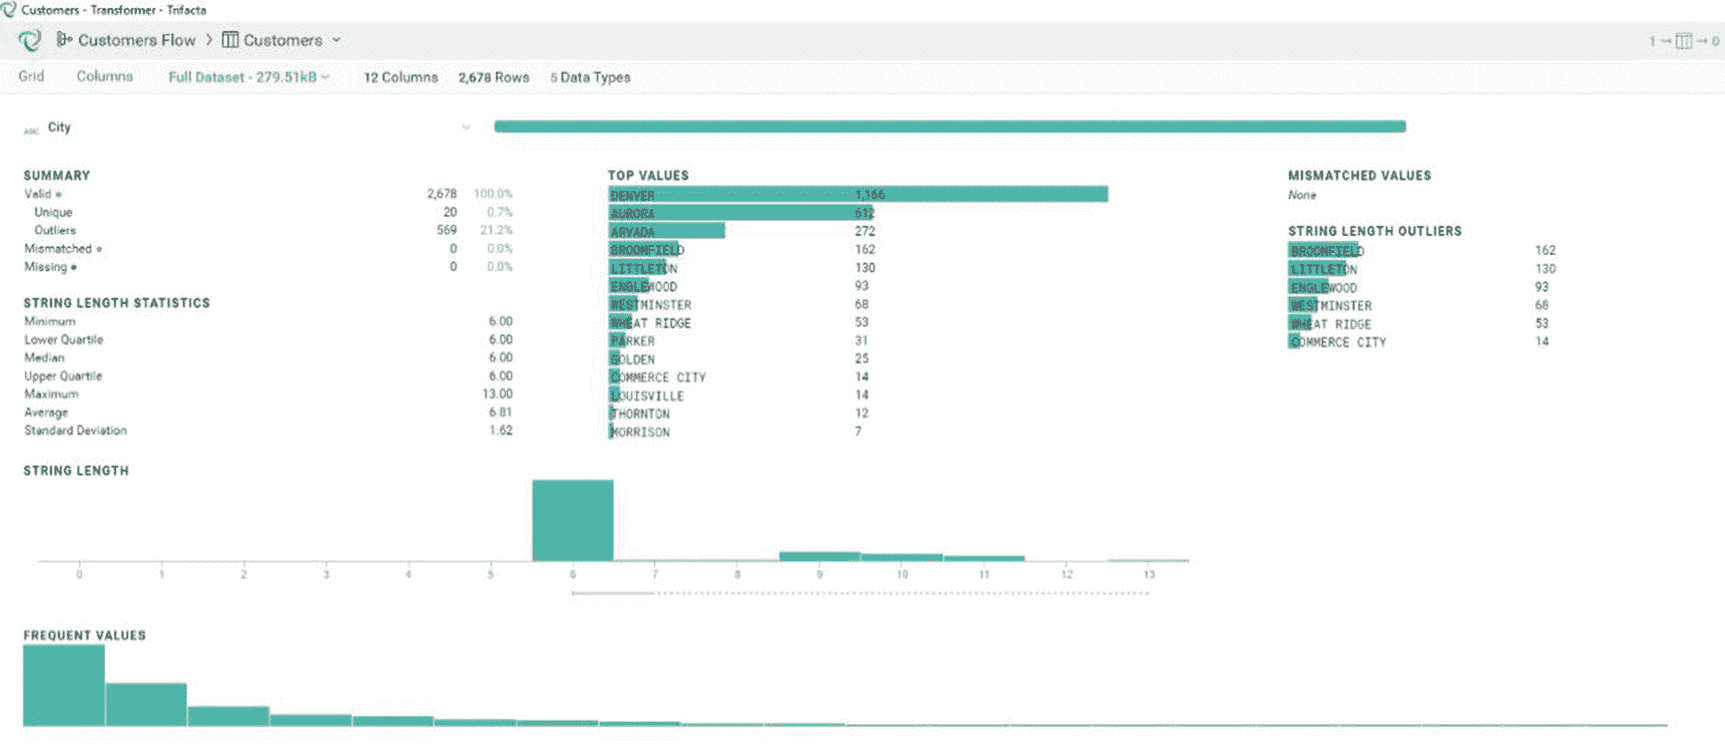 Customers - Transformer - Trifacta
Customers Flow > Customers
1 → → 0
Grid Columns Full Dataset - 279.51kB 12 Columns 2,678 Rows 5 Data Types
ABC City
SUMMARY
Valid 2,678 100.0%
Unique 20 0.7%
Outliers 569 21.2%
Mismatched 0 0.0%
Missing 0 0.0%
STRING LENGTH STATISTICS
Minimum 6.00
Lower Quartile 6.00
Median 6.00
Upper Quartile 6.00
Maximum 13.00
Average 6.81
Standard Deviation 1.62
TOP VALUES
DENVER 1,166
AURORA 612
ARVADA 272
BROOMFIELD 162
LITTLETON 130
ENGLEWOOD 93
WESTMINSTER 68
WHEAT RIDGE 53
PARKER 31
GOLDEN 25
COMMERCE CITY 14
LOUISVILLE 14
THORNTON 12
MORRISON 7
MISMATCHED VALUES
None
STRING LENGTH OUTLIERS
BROOMFIELD 162
LITTLETON 130
ENGLEWOOD 93
WESTMINSTER 68
WHEAT RIDGE 53
COMMERCE CITY 14
STRING LENGTH
0 1 2 3 4 5 6 7 8 9 10 11 12 13
FREQUENT VALUES